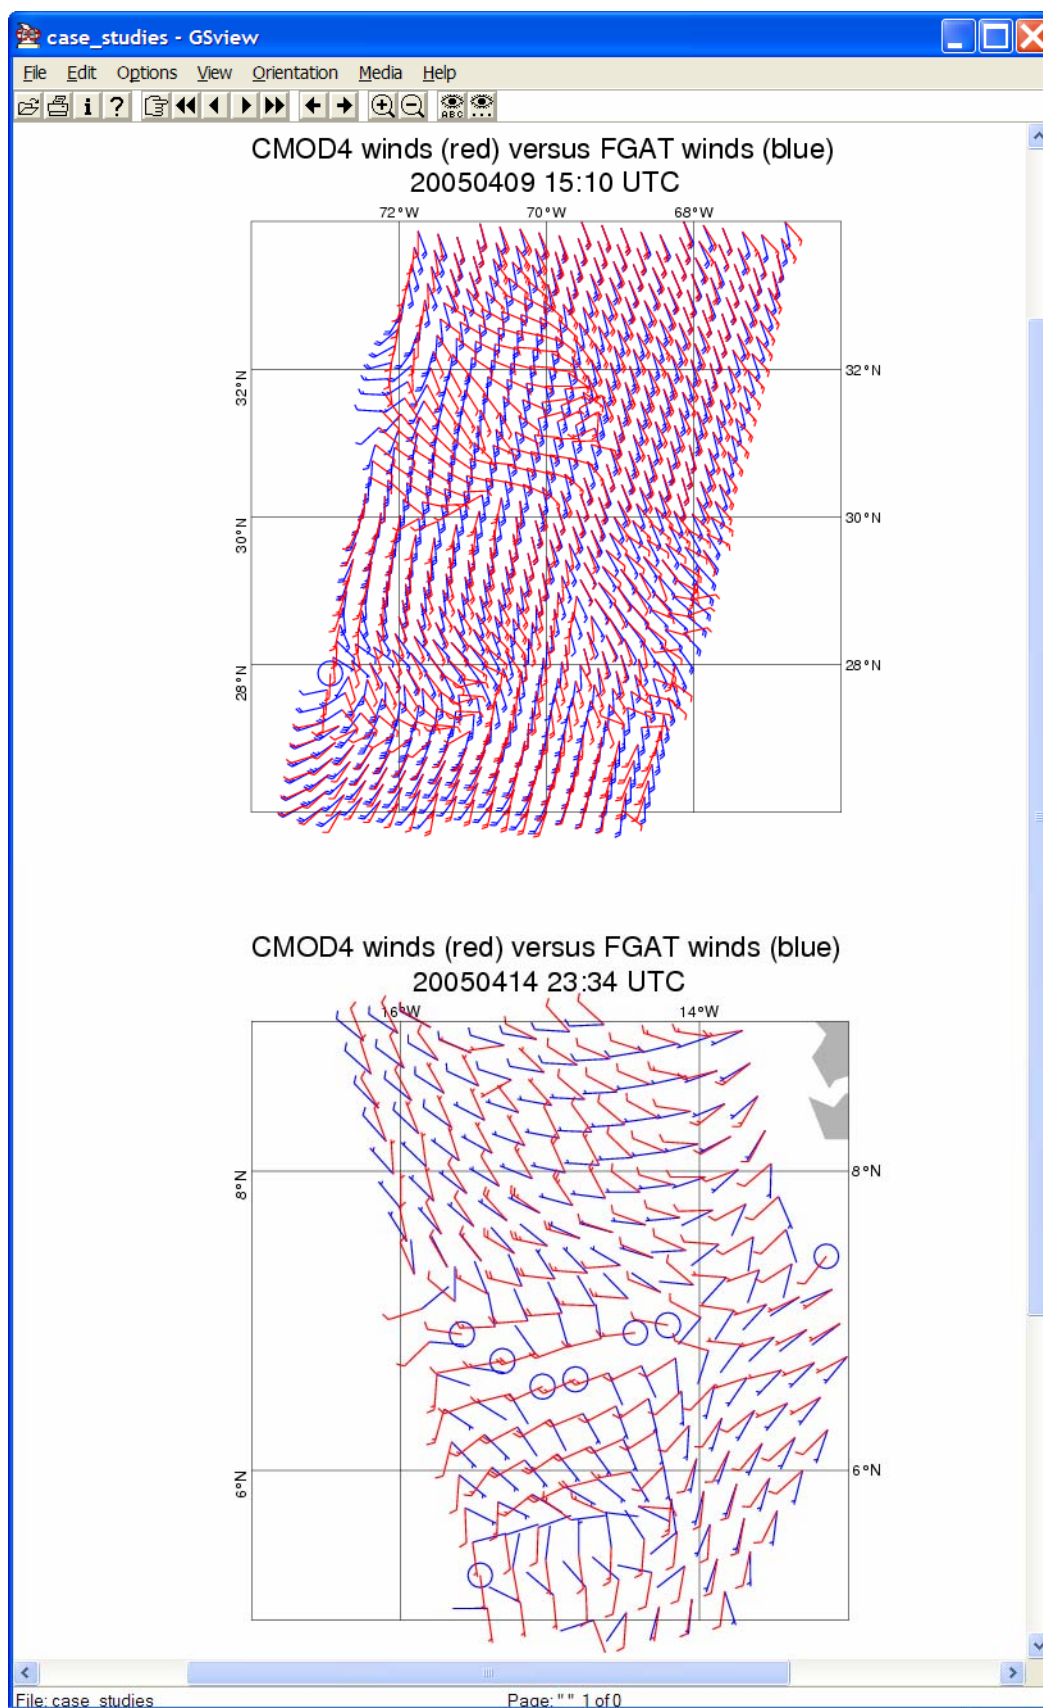 case_studies - GSview
File Edit Options View Orientation Media Help
i ? ABC
CMOD4 winds (red) versus FGAT winds (blue)
20050409 15:10 UTC
72°W 70°W 68°W
32°N 32°N
30°N 30°N
28°N 28°N
CMOD4 winds (red) versus FGAT winds (blue)
20050414 23:34 UTC
16°W 14°W
8°N 8°N
6°N 6°N
File: case_studies Page: " " 1 of 0